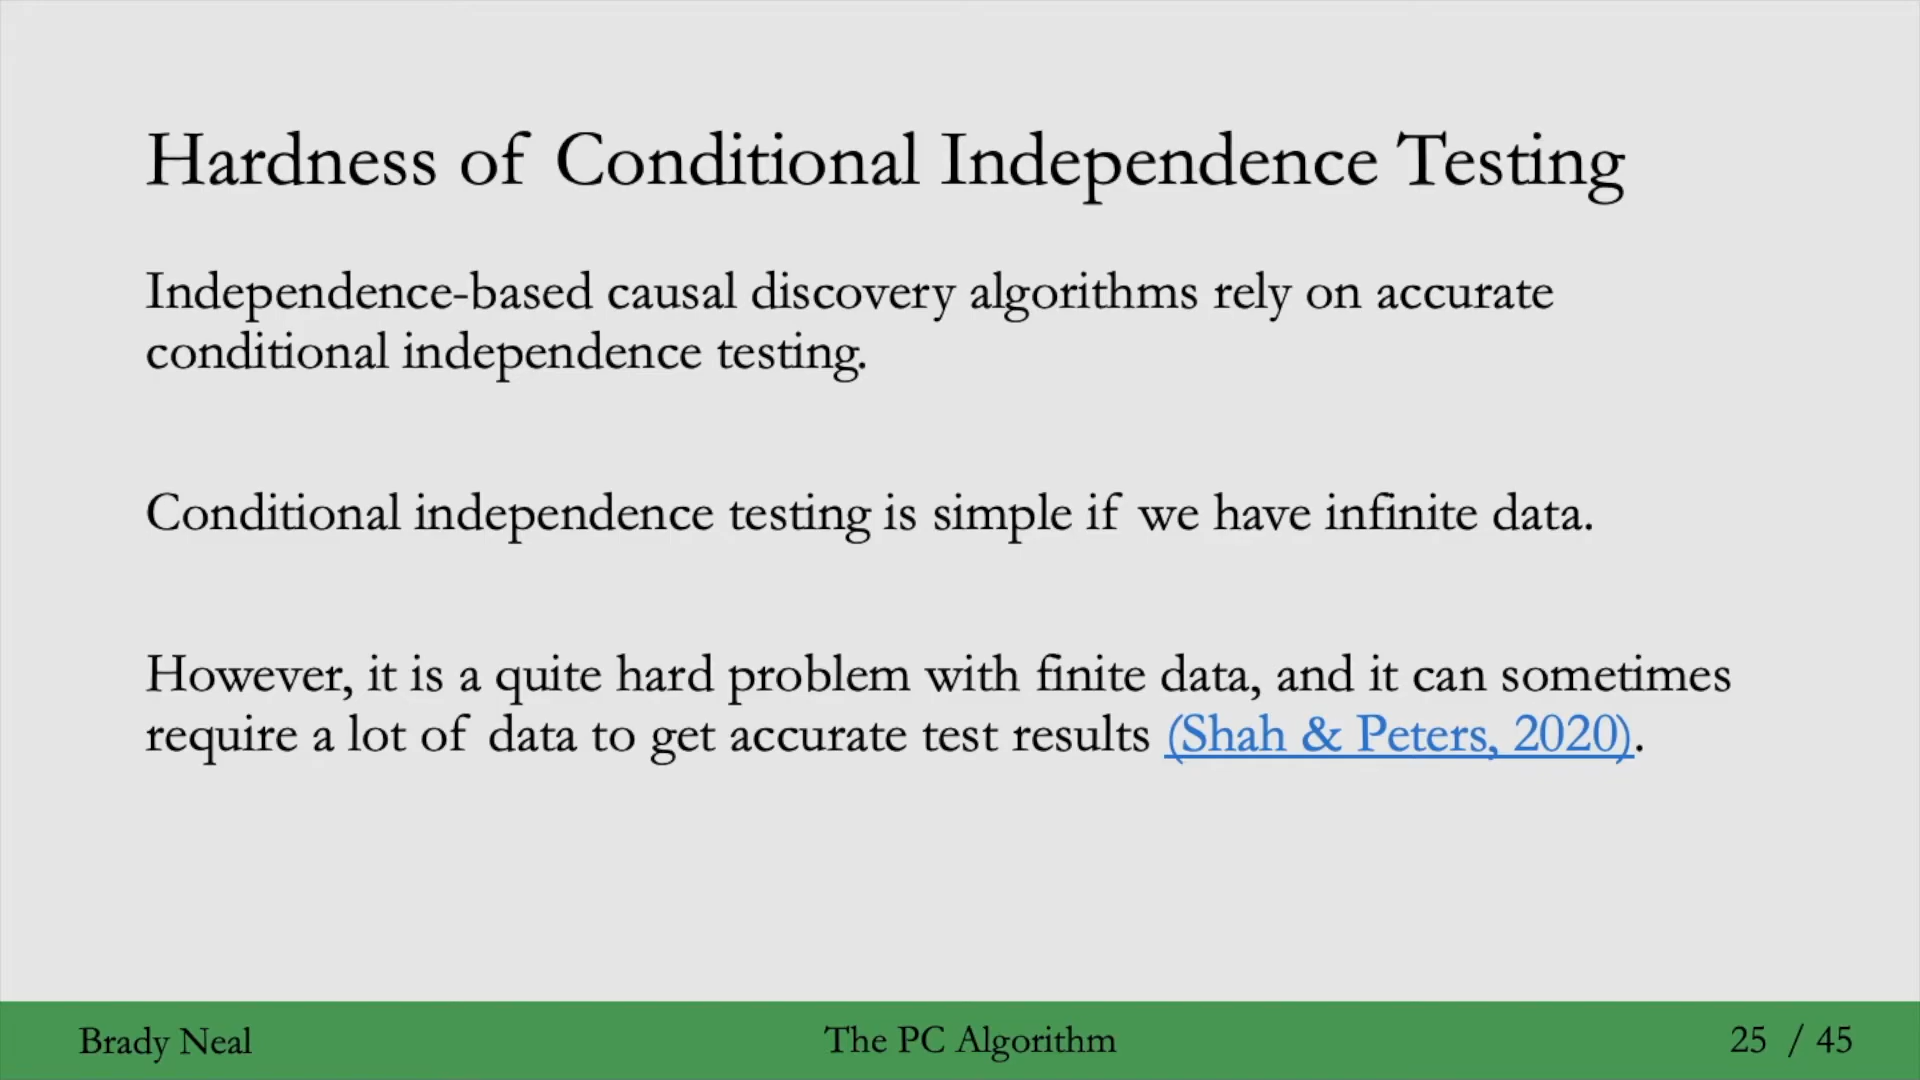 Hardness of Conditional Independence Testing
Independence-based causal discovery algorithms rely on accurate
conditional independence testing.
Conditional independence testing is simple if we have infinite data.
However, it is a quite hard problem with finite data, and it can sometimes
require a lot of data to get accurate test results (Shah & Peters, 2020).
Brady Neal
The PC Algorithm
25 / 45